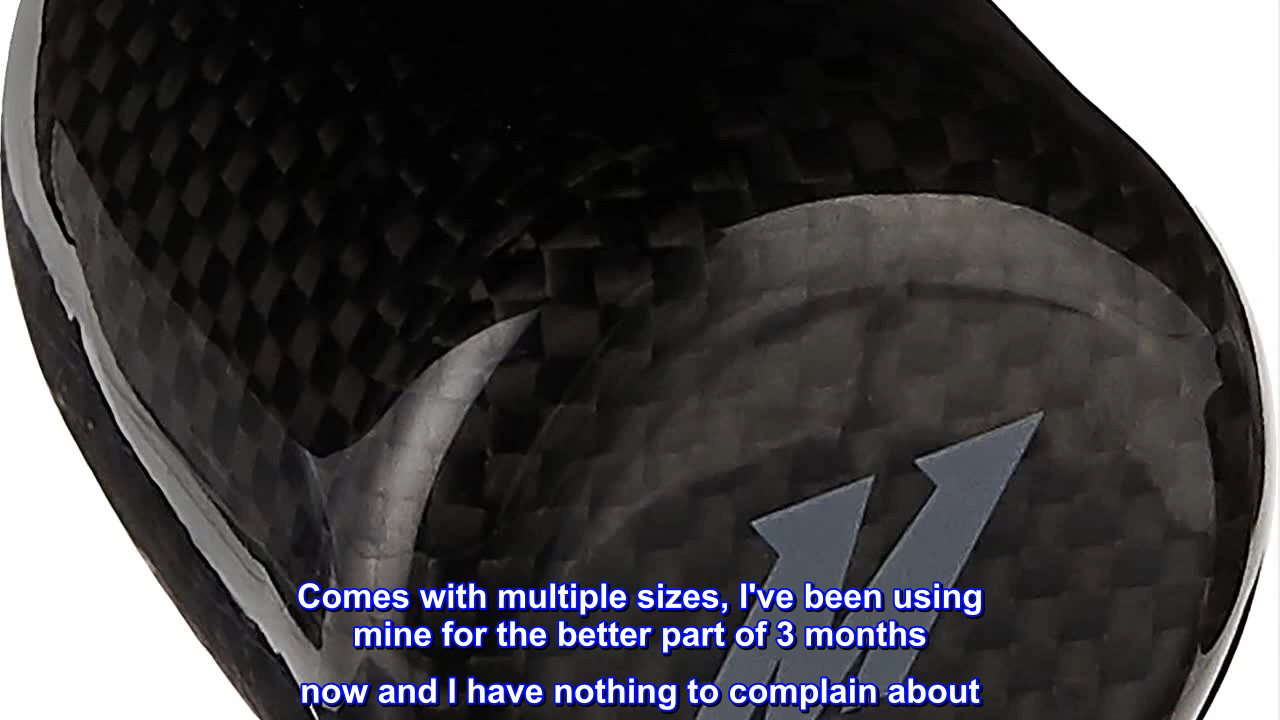 Comes with multiple sizes, I've been using
mine for the better part of 3 months
now and I have nothing to complain about